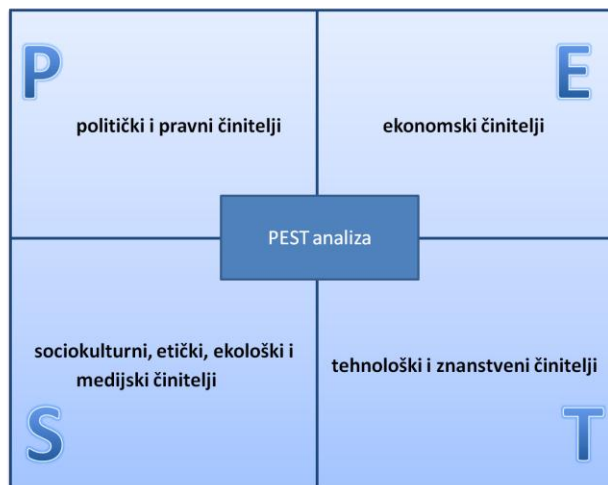 P
E
politički i pravni činitelji
ekonomski činitelji
PEST analiza
sociokulturni, etički, ekološki i
medijski činitelji
tehnološki i znanstveni činitelji
S
T